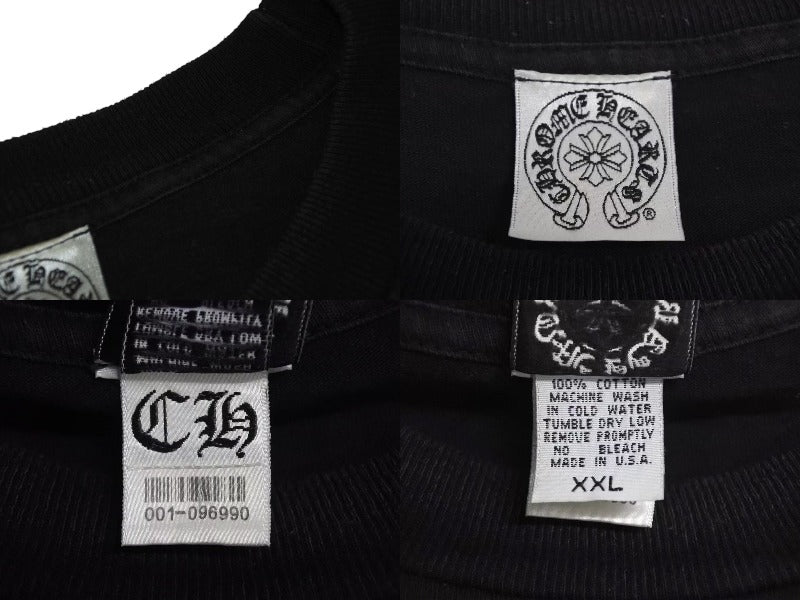 CHROME HEARTS
®
CH
001-096990
100% COTTON
MACHINE WASH
IN COLD WATER
TUMBLE DRY LOW
REMOVE PROMPTLY
NO BLEACH
MADE IN U.S.A.
XXL